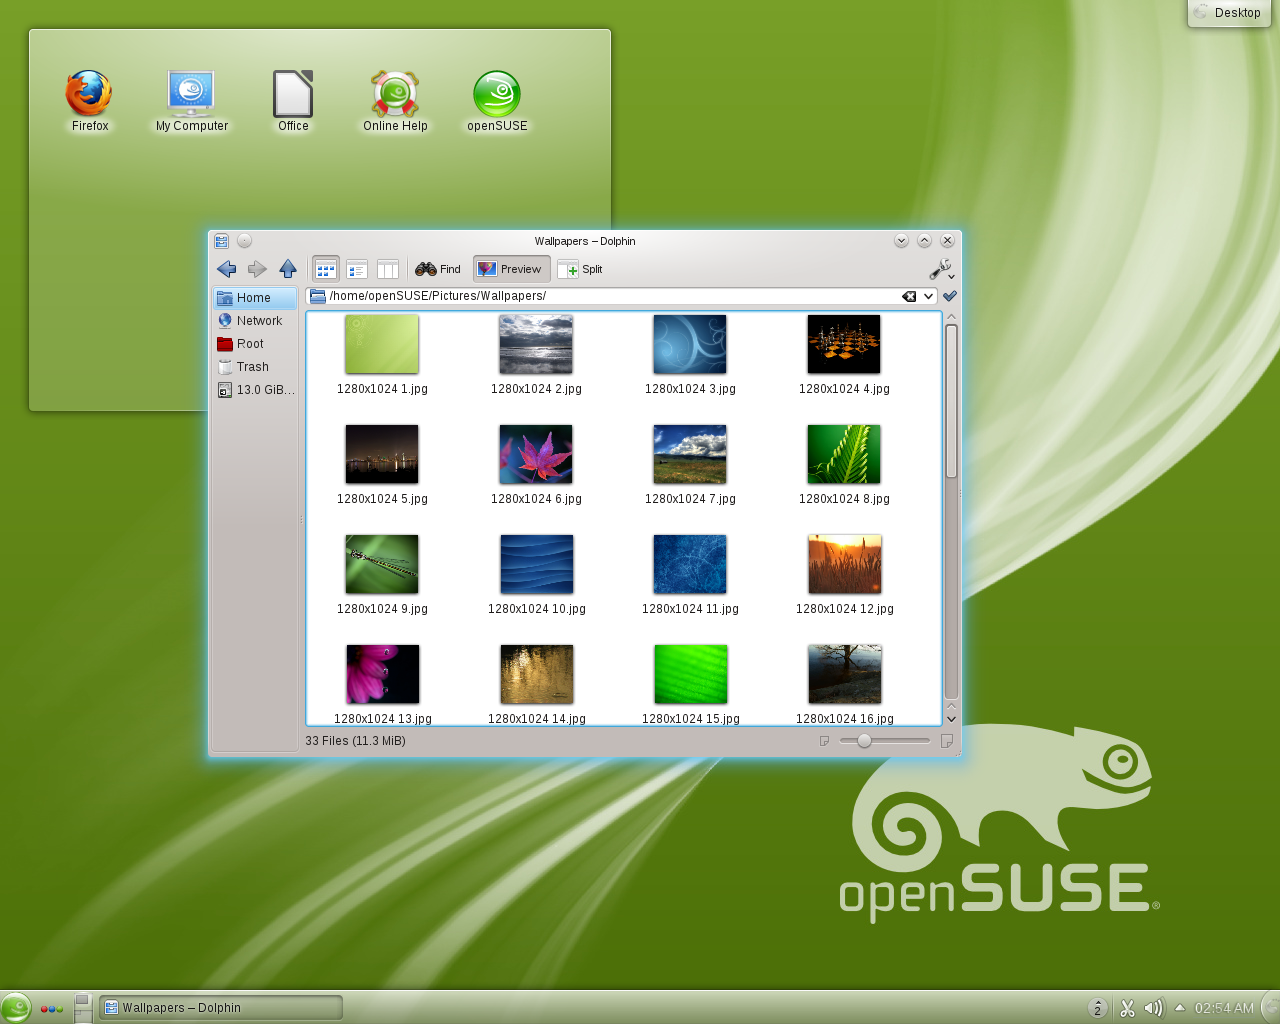 Desktop
Firefox
My Computer
Office
Online Help
openSUSE
Wallpapers – Dolphin
Find
Preview
Split
Home
Network
Root
Trash
13.0 GiB...
/home/openSUSE/Pictures/Wallpapers/
1280x1024 1.jpg
1280x1024 2.jpg
1280x1024 3.jpg
1280x1024 4.jpg
1280x1024 5.jpg
1280x1024 6.jpg
1280x1024 7.jpg
1280x1024 8.jpg
1280x1024 9.jpg
1280x1024 10.jpg
1280x1024 11.jpg
1280x1024 12.jpg
1280x1024 13.jpg
1280x1024 14.jpg
1280x1024 15.jpg
1280x1024 16.jpg
33 Files (11.3 MiB)
openSUSE®
Wallpapers – Dolphin
2
02:54 AM